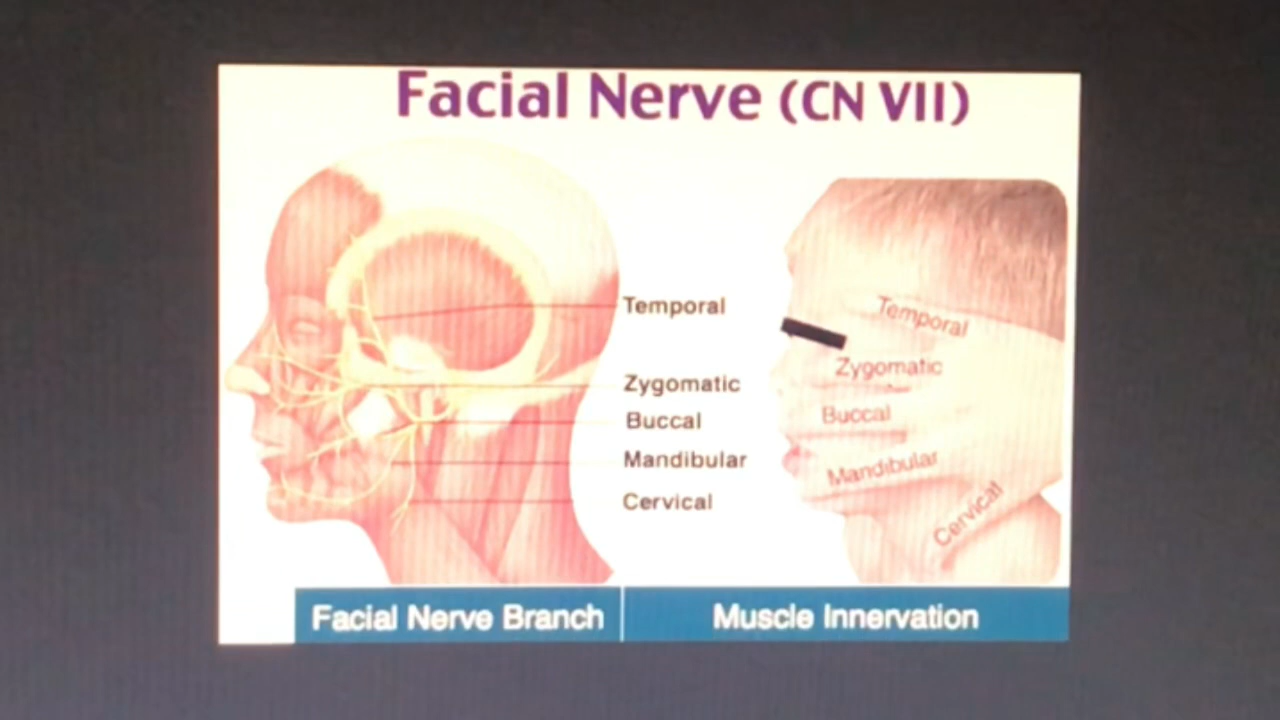 Facial Nerve (CN VII)
Temporal
Zygomatic
Buccal
Mandibular
Cervical
Temporal
Zygomatic
Buccal
Mandibular
Cervical
Facial Nerve Branch
Muscle Innervation